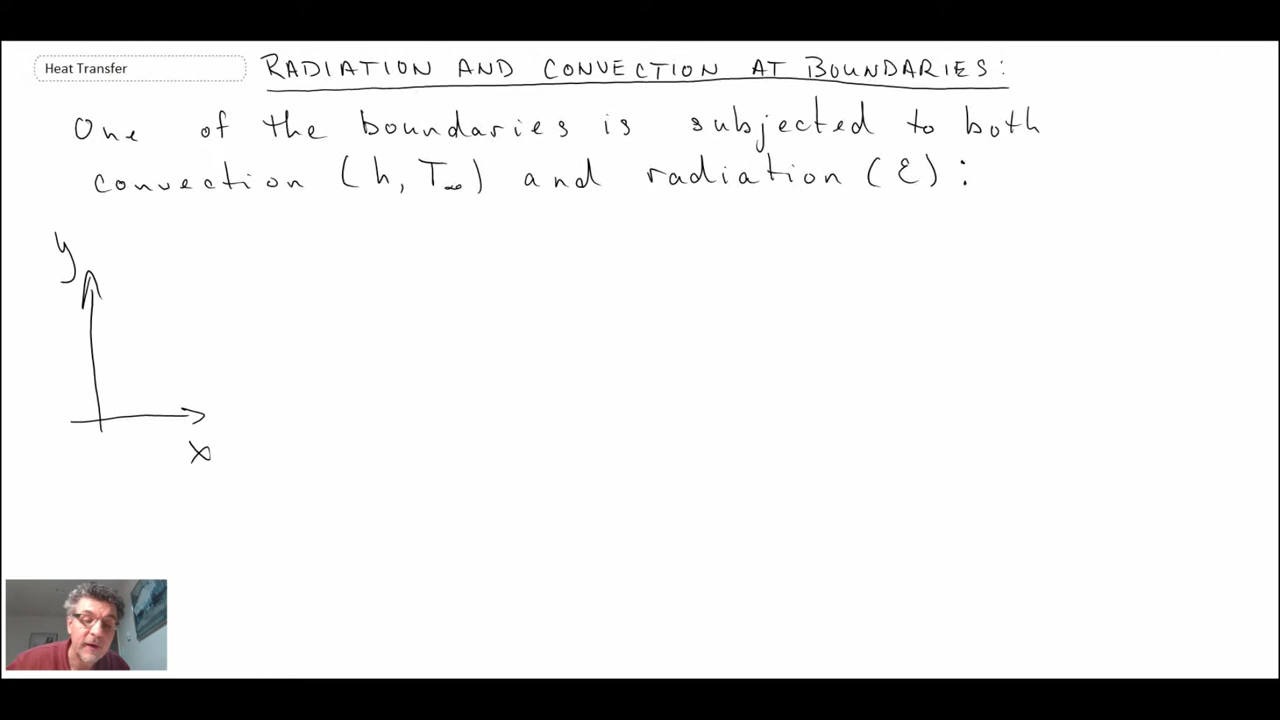 Heat Transfer
RADIATION AND CONVECTION AT BOUNDARIES:
One of the boundaries is subjected to both
convection (h, T∞) and radiation (ε):
y
x